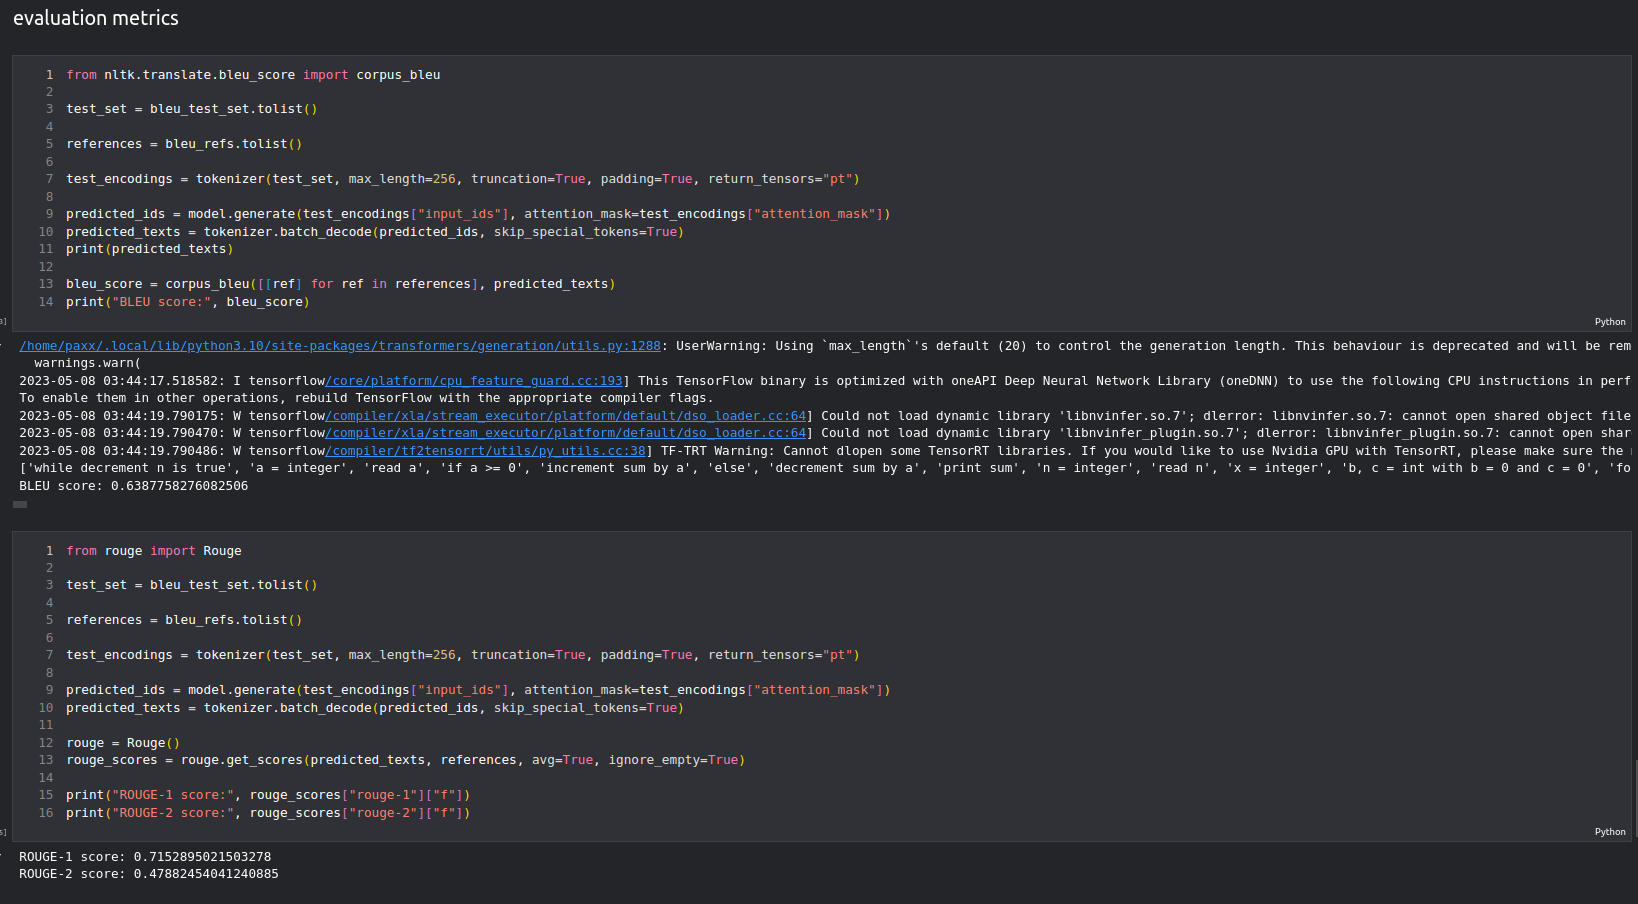 evaluation metrics
1 from nltk.translate.bleu_score import corpus_bleu
2
3 test_set = bleu_test_set.tolist()
4
5 references = bleu_refs.tolist()
6
7 test_encodings = tokenizer(test_set, max_length=256, truncation=True, padding=True, return_tensors="pt")
8
9 predicted_ids = model.generate(test_encodings["input_ids"], attention_mask=test_encodings["attention_mask"])
10 predicted_texts = tokenizer.batch_decode(predicted_ids, skip_special_tokens=True)
11 print(predicted_texts)
12
13 bleu_score = corpus_bleu([[ref] for ref in references], predicted_texts)
14 print("BLEU score:", bleu_score)
Python
/home/paxx/.local/lib/python3.10/site-packages/transformers/generation/utils.py:1288: UserWarning: Using `max_length`'s default (20) to control the generation length. This behaviour is deprecated and will be rem
warnings.warn(
2023-05-08 03:44:17.518582: I tensorflow/core/platform/cpu_feature_guard.cc:193] This TensorFlow binary is optimized with oneAPI Deep Neural Network Library (oneDNN) to use the following CPU instructions in perf
To enable them in other operations, rebuild TensorFlow with the appropriate compiler flags.
2023-05-08 03:44:19.790175: W tensorflow/compiler/xla/stream_executor/platform/default/dso_loader.cc:64] Could not load dynamic library 'libnvinfer.so.7'; dlerror: libnvinfer.so.7: cannot open shared object file
2023-05-08 03:44:19.790470: W tensorflow/compiler/xla/stream_executor/platform/default/dso_loader.cc:64] Could not load dynamic library 'libnvinfer_plugin.so.7'; dlerror: libnvinfer_plugin.so.7: cannot open shar
2023-05-08 03:44:19.790486: W tensorflow/compiler/tf2tensorrt/utils/py_utils.cc:38] TF-TRT Warning: Cannot dlopen some TensorRT libraries. If you would like to use Nvidia GPU with TensorRT, please make sure the
['while decrement n is true', 'a = integer', 'read a', 'if a >= 0', 'increment sum by a', 'else', 'decrement sum by a', 'print sum', 'n = integer', 'read n', 'x = integer', 'b, c = int with b = 0 and c = 0', 'fo
BLEU score: 0.6387758276082506
1 from rouge import Rouge
2
3 test_set = bleu_test_set.tolist()
4
5 references = bleu_refs.tolist()
6
7 test_encodings = tokenizer(test_set, max_length=256, truncation=True, padding=True, return_tensors="pt")
8
9 predicted_ids = model.generate(test_encodings["input_ids"], attention_mask=test_encodings["attention_mask"])
10 predicted_texts = tokenizer.batch_decode(predicted_ids, skip_special_tokens=True)
11
12 rouge = Rouge()
13 rouge_scores = rouge.get_scores(predicted_texts, references, avg=True, ignore_empty=True)
14
15 print("ROUGE-1 score:", rouge_scores["rouge-1"]["f"])
16 print("ROUGE-2 score:", rouge_scores["rouge-2"]["f"])
Python
ROUGE-1 score: 0.7152895021503278
ROUGE-2 score: 0.47882454041240885